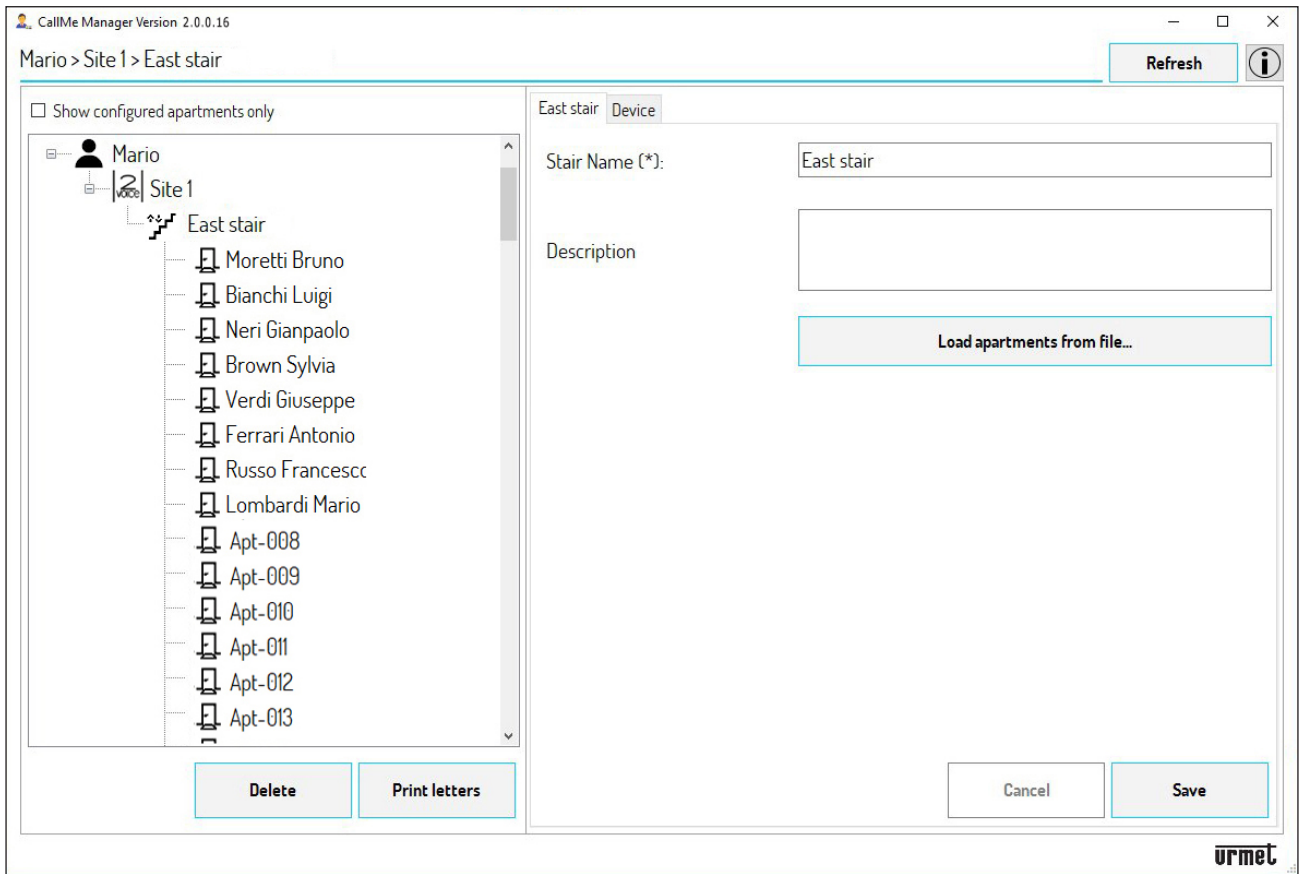 CallMe Manager Version 2.0.0.16
Mario > Site 1 > East stair
Refresh
Show configured apartments only
Mario
2 voice Site 1
East stair
Moretti Bruno
Bianchi Luigi
Neri Gianpaolo
Brown Sylvia
Verdi Giuseppe
Ferrari Antonio
Russo Francesco
Lombardi Mario
Apt-008
Apt-009
Apt-010
Apt-011
Apt-012
Apt-013
Delete
Print letters
East stair
Device
Stair Name (*):
East stair
Description
Load apartments from file...
Cancel
Save
urmet